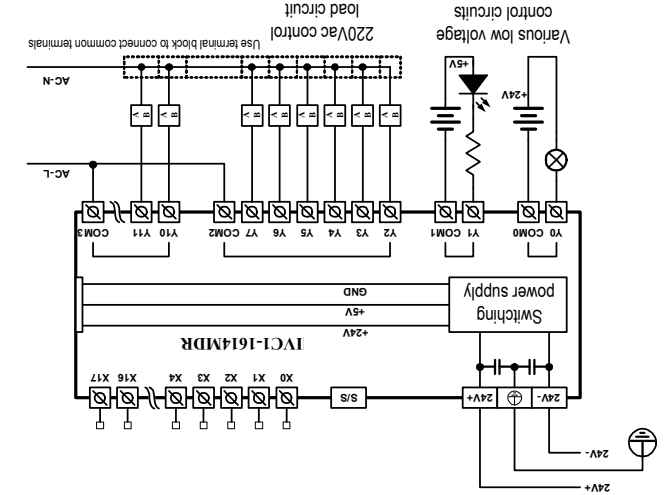 24V+
24V-
24V- 24V+ S/S
X0 X1 X2 X3 X4 X16 X17
IVC1-1614MDR
Switching
power supply
+24V
+5V
GND
Y0 COM0 Y1 COM1 Y2 Y3 Y4 Y5 Y6 Y7 COM2 Y10 Y11 COM3
AC-L
A B A B A B A B A B A B A B A B
+24V
+5V
AC-N
Various low voltage
control circuits
220Vac control
load circuit
Use terminal block to connect common terminals